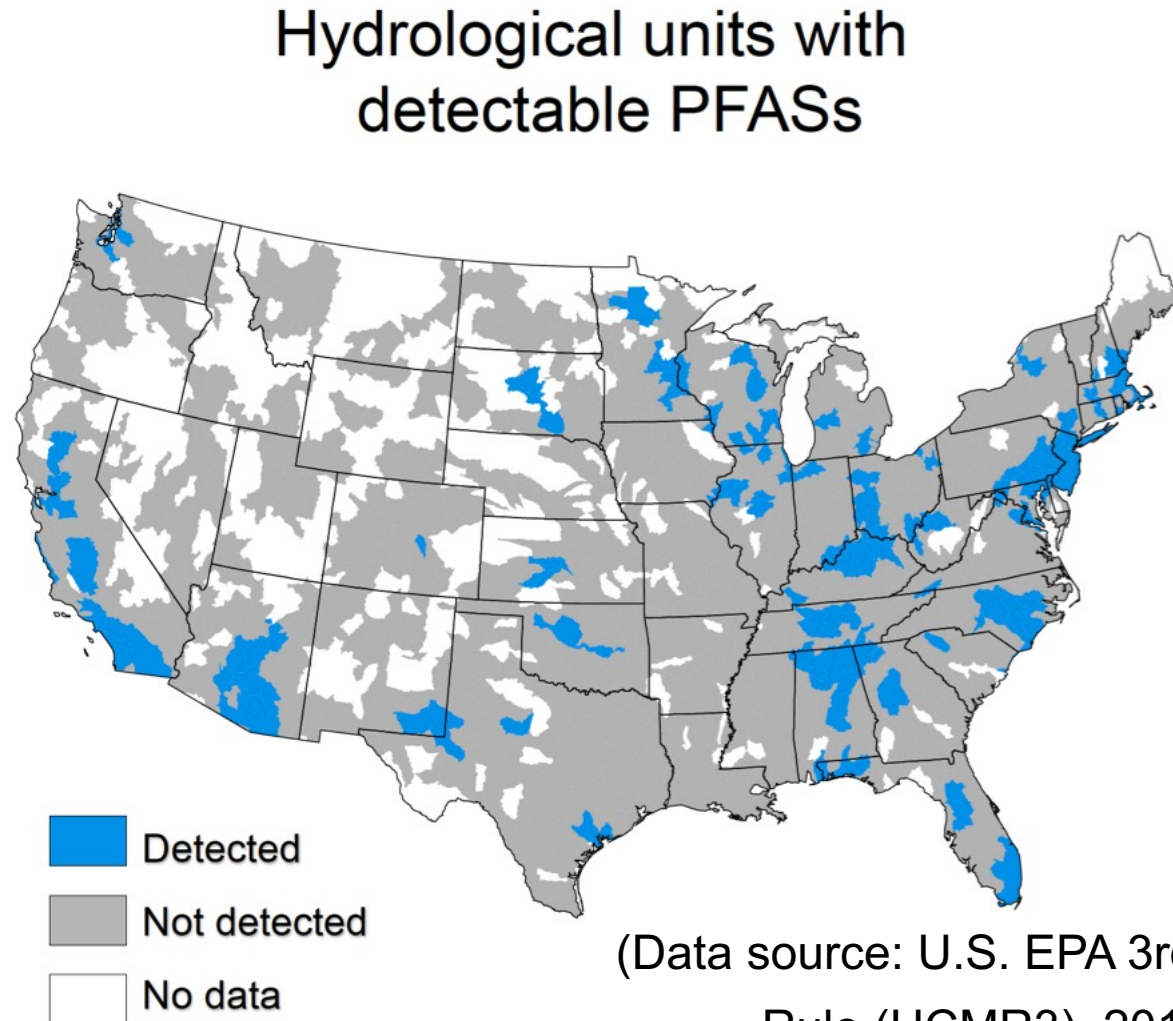 Hydrological units with
detectable PFASs
Detected
Not detected
No data
(Data source: U.S. EPA 3r